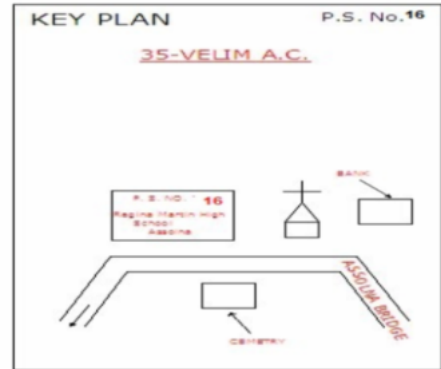 KEY PLAN
P.S. No.16
35-VELIM A.C.
BANK
P. S. NO. 16
Regina Martin High
School
Assolna
ASSOLNA BRIDGE
CEMETRY